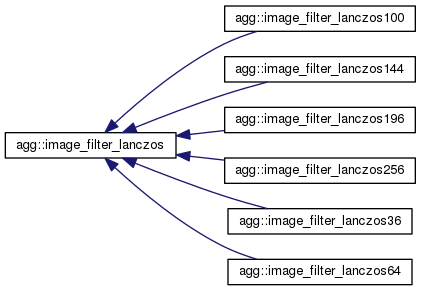 agg::image_filter_lanczos100
agg::image_filter_lanczos144
agg::image_filter_lanczos196
agg::image_filter_lanczos
agg::image_filter_lanczos256
agg::image_filter_lanczos36
agg::image_filter_lanczos64